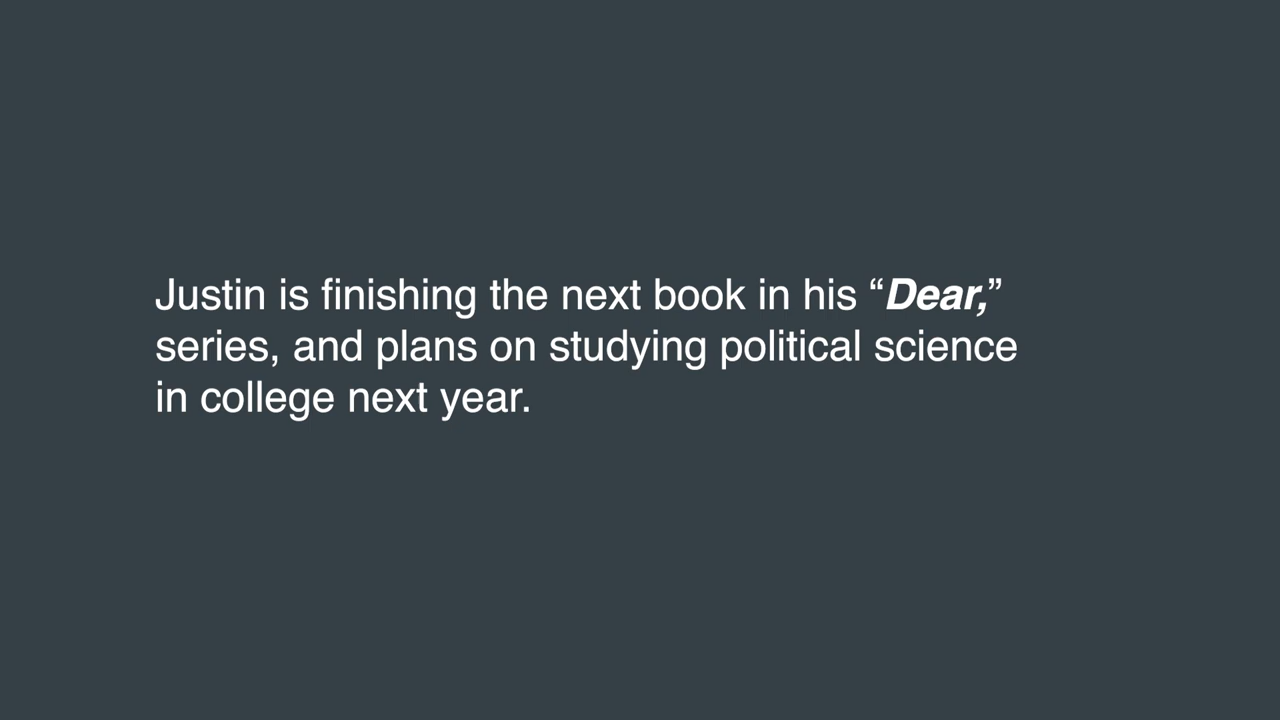 Justin is finishing the next book in his “Dear,”
series, and plans on studying political science
in college next year.